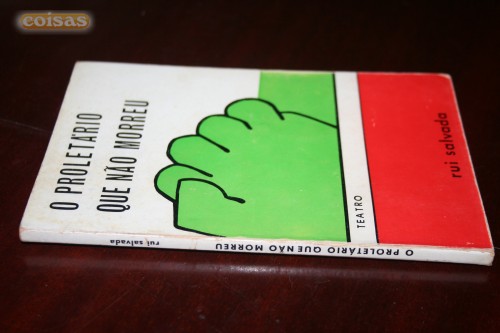 coisas
O PROLETÁRIO
QUE NÃO MORREU
TEATRO
rui salvada
O PROLETÁRIO QUE NÃO MORREU
rui salvada